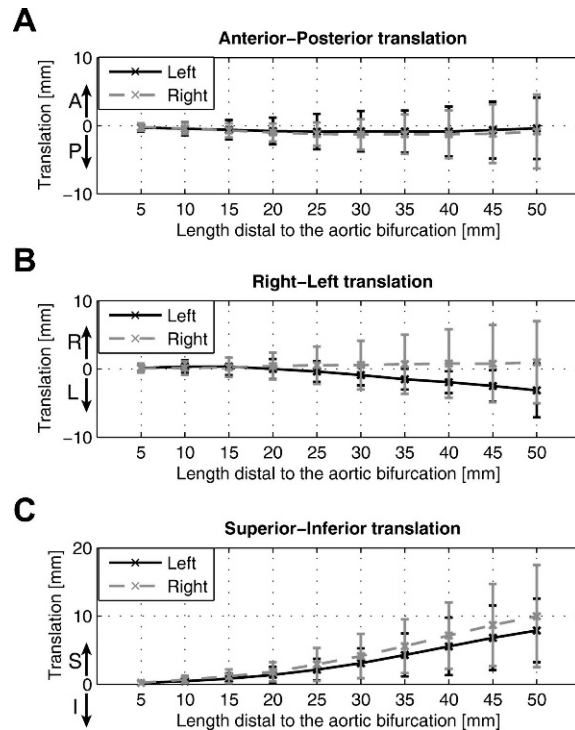 A
Anterior−Posterior translation
Translation [mm]
A
P
10
0
−10
Left
Right
5 10 15 20 25 30 35 40 45 50
Length distal to the aortic bifurcation [mm]
B
Right−Left translation
Translation [mm]
R
L
10
0
−10
Left
Right
5 10 15 20 25 30 35 40 45 50
Length distal to the aortic bifurcation [mm]
C
Superior−Inferior translation
Translation [mm]
S
I
20
10
0
Left
Right
5 10 15 20 25 30 35 40 45 50
Length distal to the aortic bifurcation [mm]